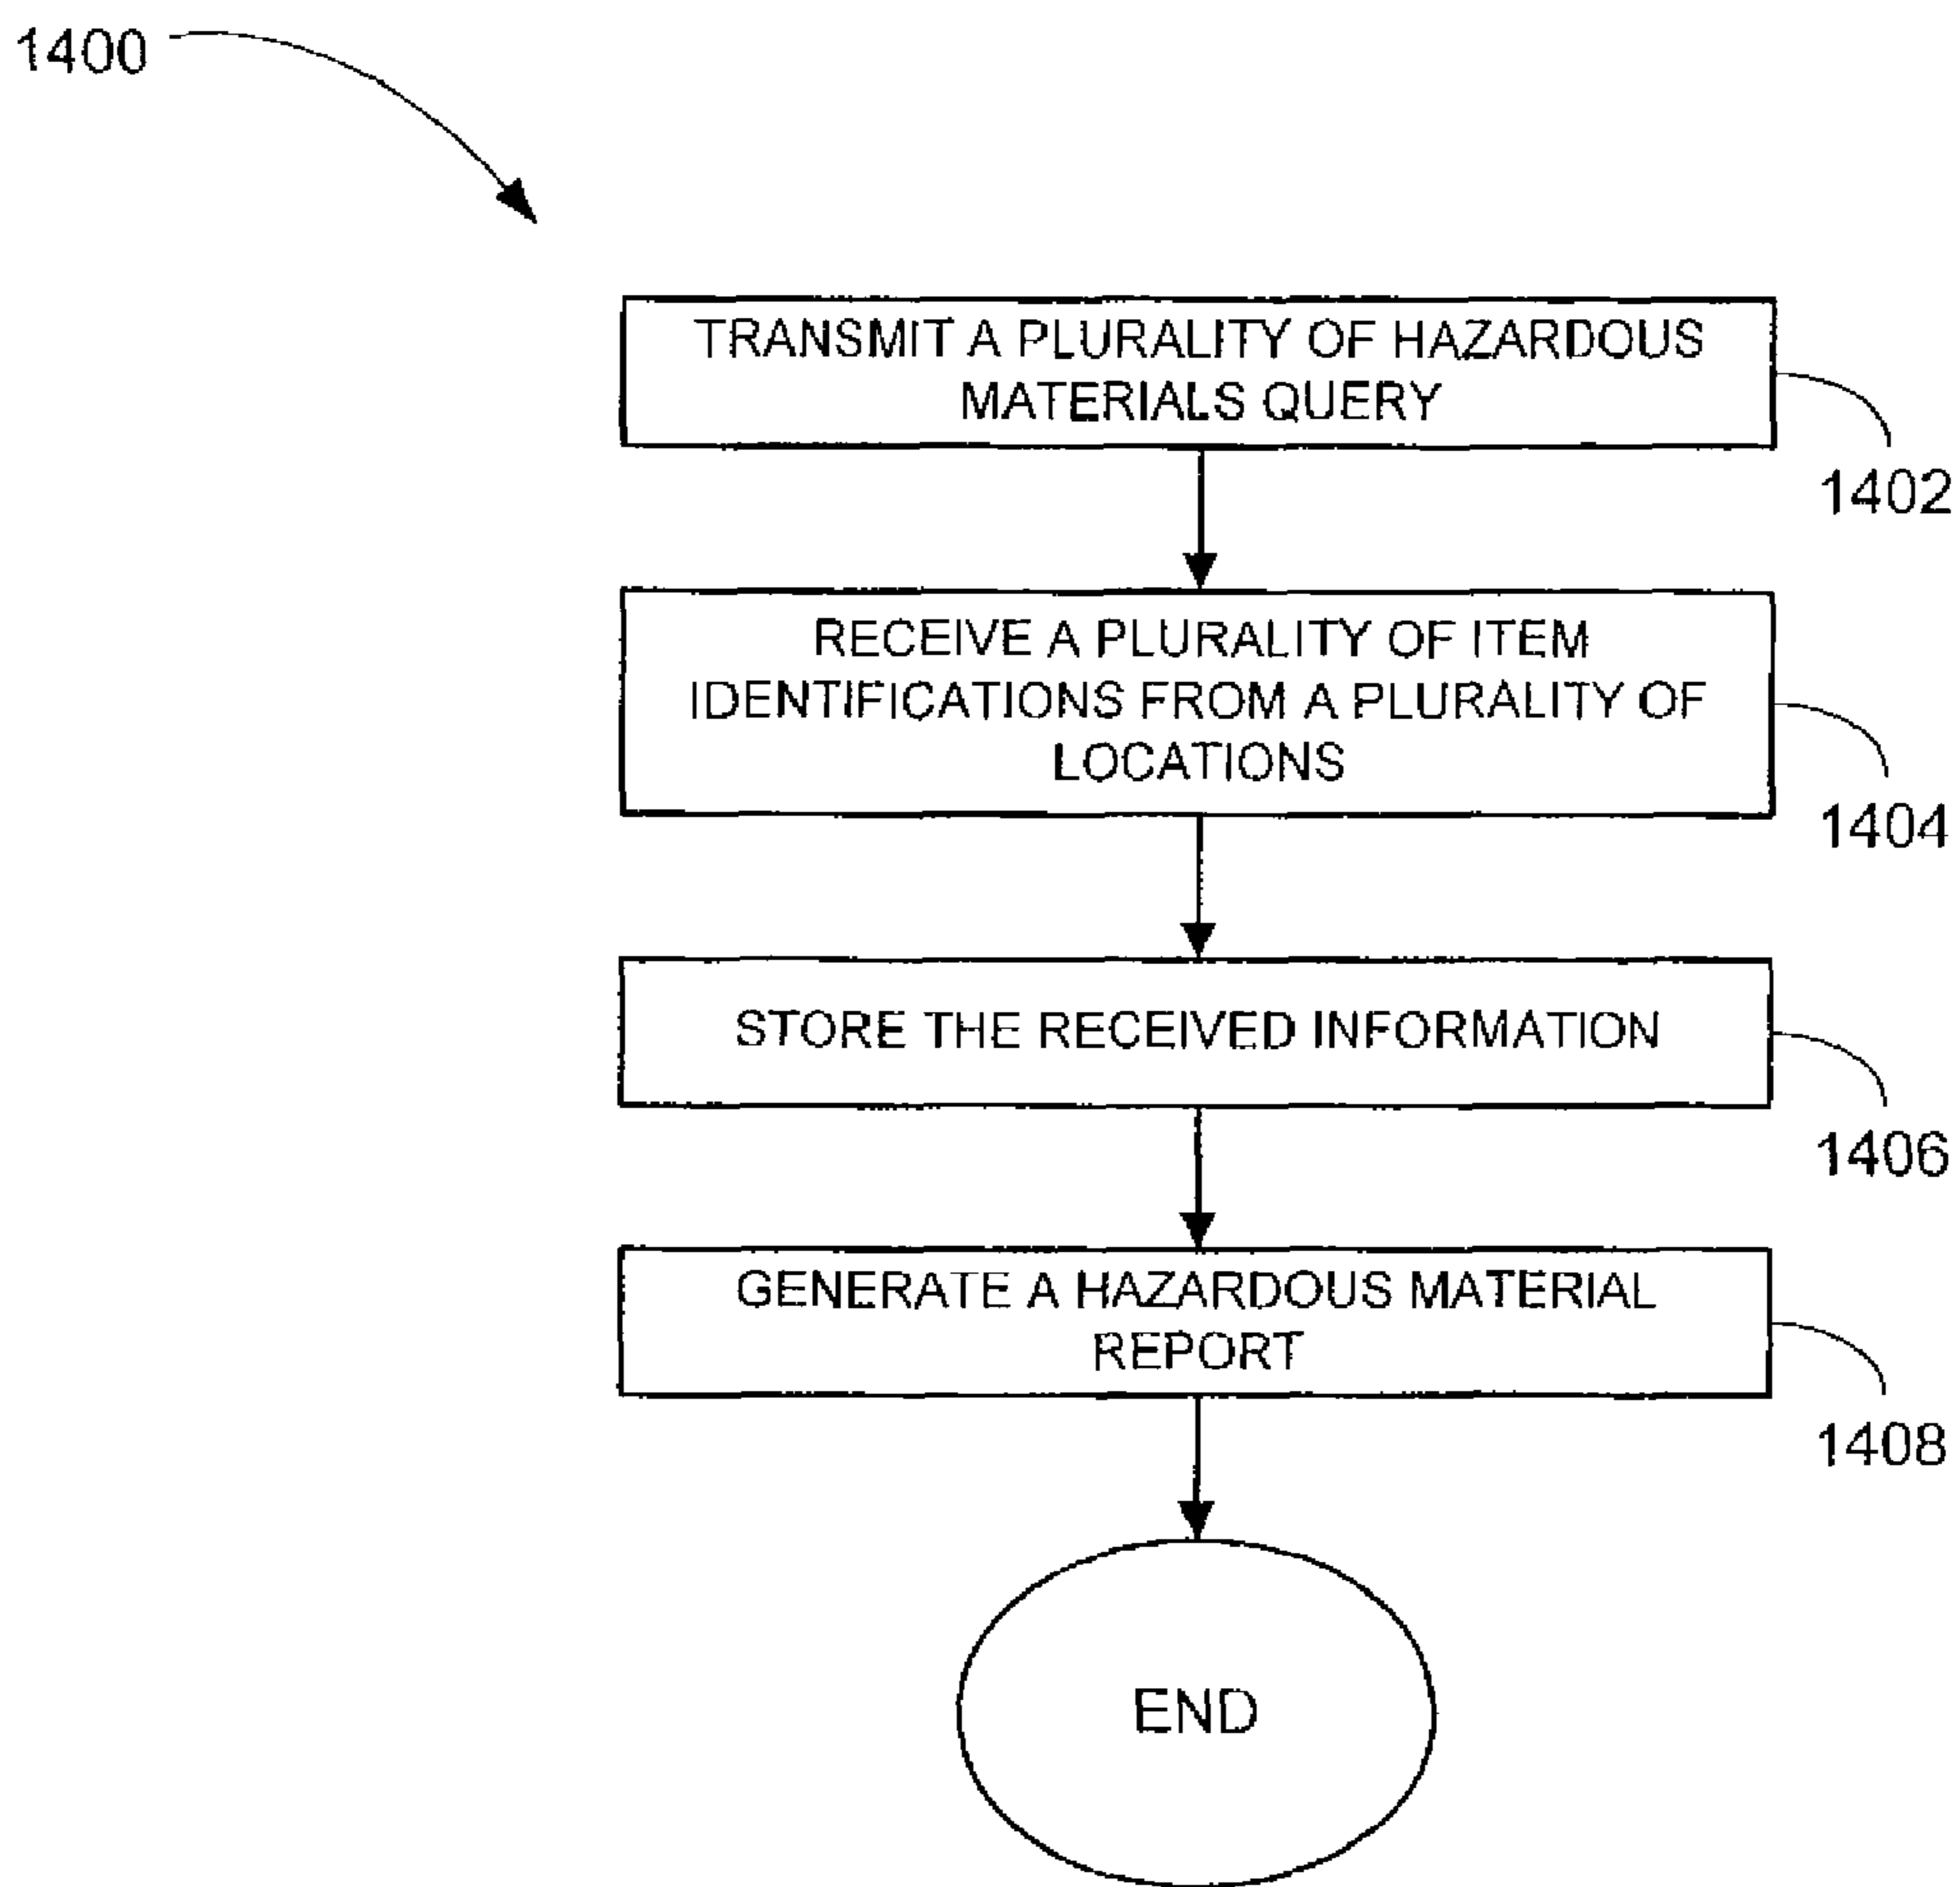 1400
TRANSMIT A PLURALITY OF HAZARDOUS
MATERIALS QUERY
1402
RECEIVE A PLURALITY OF ITEM
IDENTIFICATIONS FROM A PLURALITY OF
LOCATIONS
1404
STORE THE RECEIVED INFORMATION
1406
GENERATE A HAZARDOUS MATERIAL
REPORT
1408
END